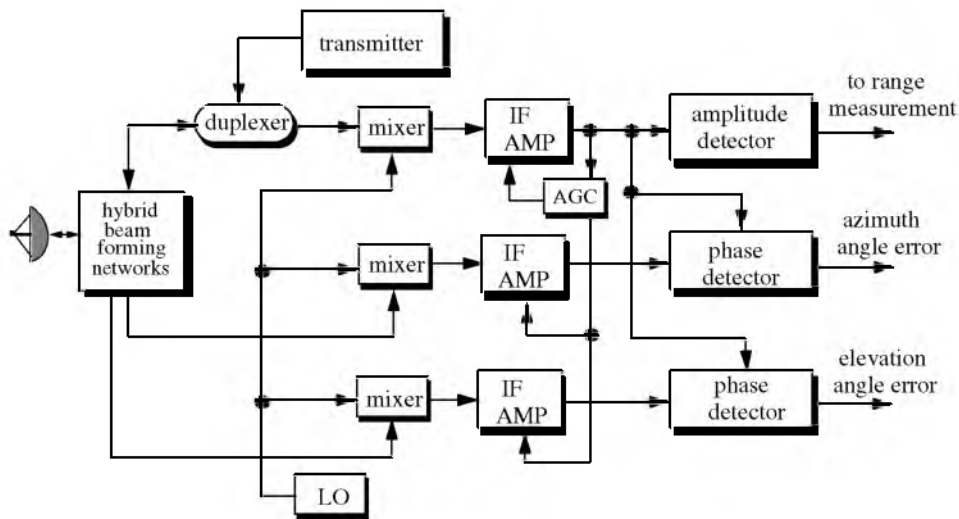 transmitter
to range
measurement
duplexer
mixer
IF
AMP
amplitude
detector
AGC
hybrid
beam
forming
networks
azimuth
angle error
mixer
IF
AMP
phase
detector
elevation
angle error
mixer
IF
AMP
phase
detector
LO